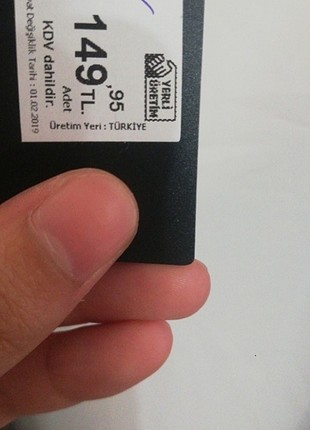 149,95
TL.
Adet
KDV dahildir.
Değişiklik Tarihi : 01.02.2019
Üretim Yeri : TÜRKİYE
YERLİ
ÜRETİM